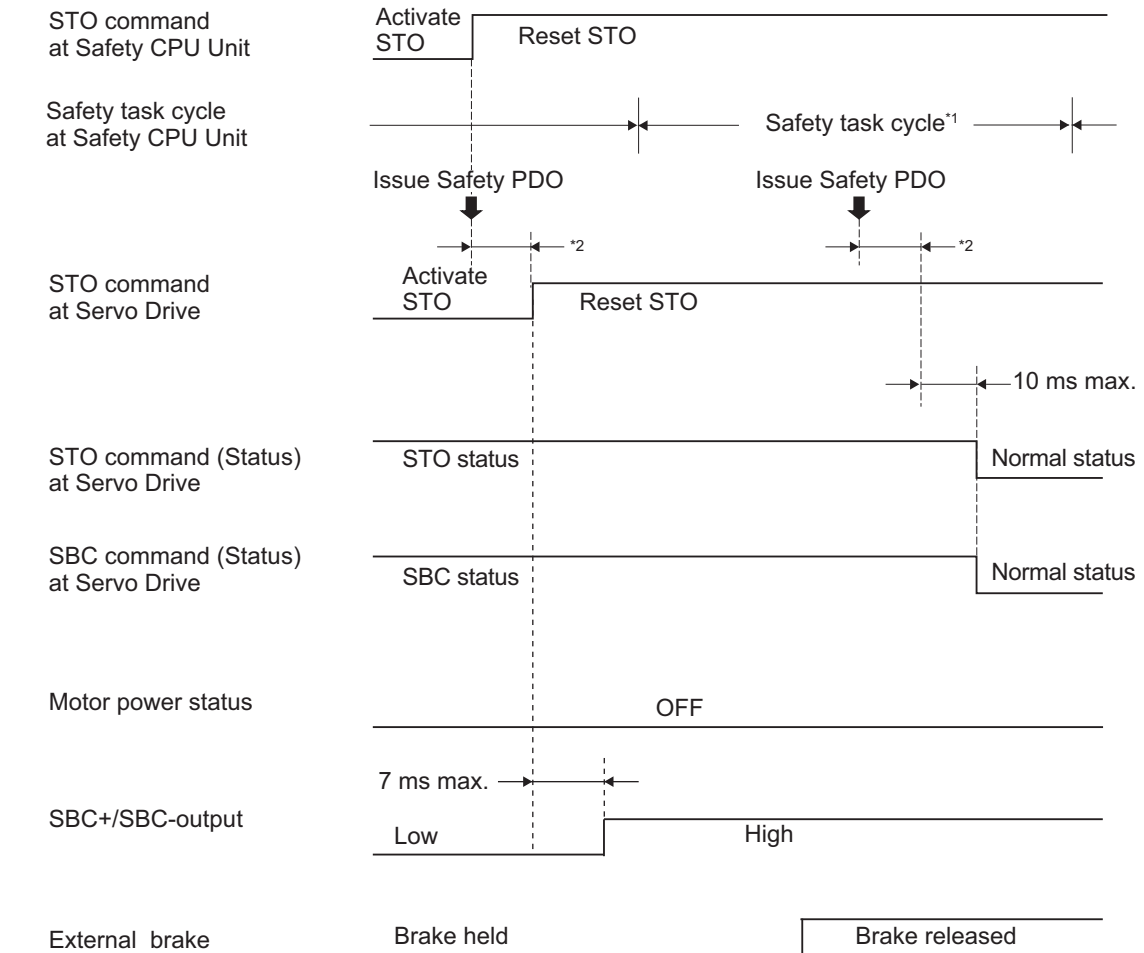 STO command
at Safety CPU Unit
Activate
STO
Reset STO
Safety task cycle
at Safety CPU Unit
Safety task cycle*1
Issue Safety PDO
Issue Safety PDO
*2
*2
STO command
at Servo Drive
Activate
STO
Reset STO
10 ms max.
STO command (Status)
at Servo Drive
STO status
Normal status
SBC command (Status)
at Servo Drive
SBC status
Normal status
Motor power status
OFF
7 ms max.
SBC+/SBC-output
Low
High
External brake
Brake held
Brake released